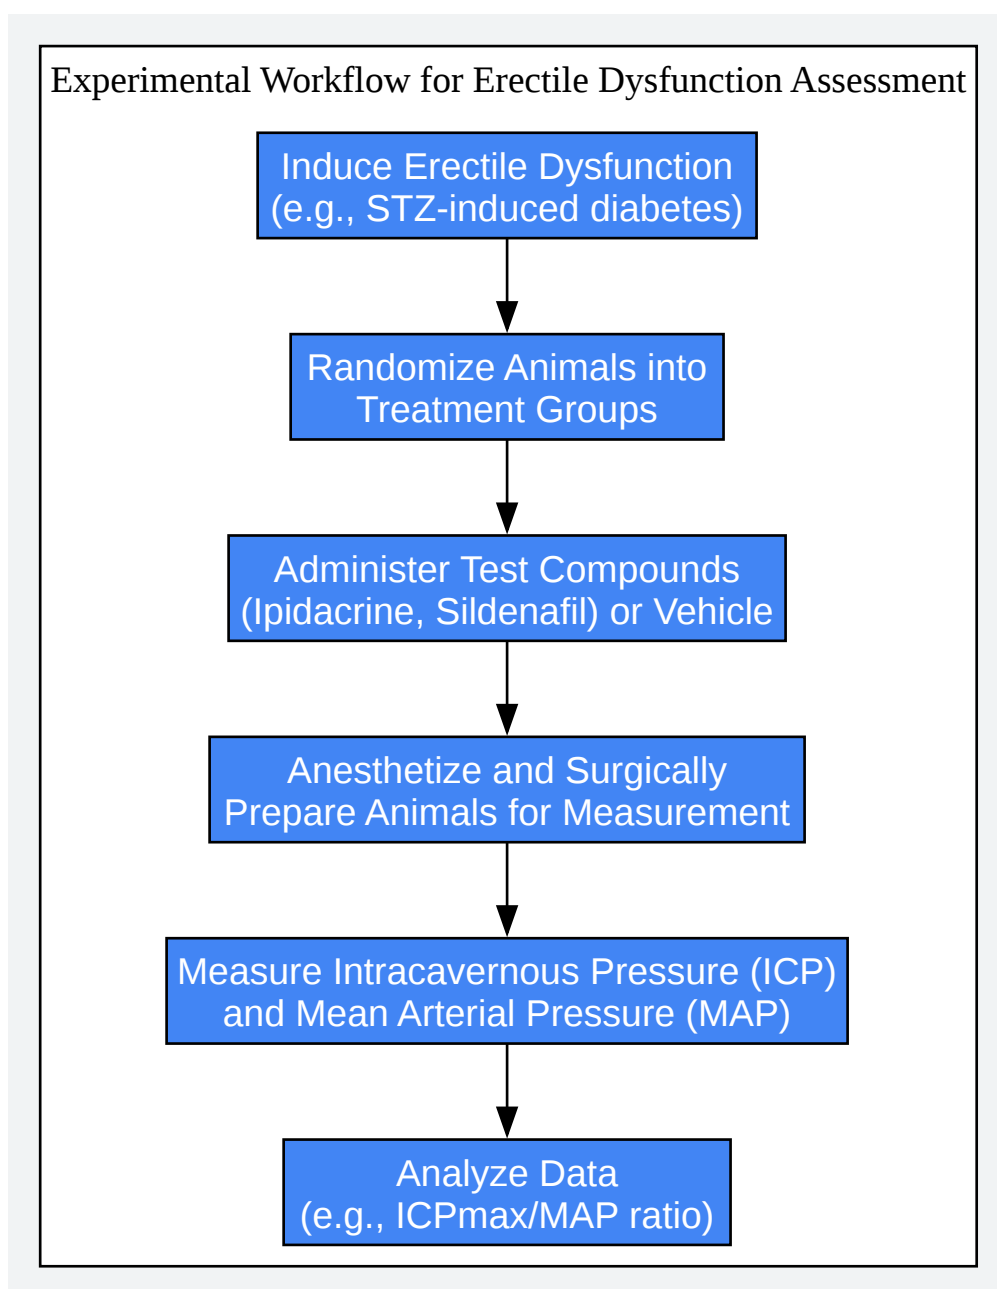 Experimental Workflow for Erectile Dysfunction Assessment
Induce Erectile Dysfunction
(e.g., STZ-induced diabetes)
Randomize Animals into
Treatment Groups
Administer Test Compounds
(Ipidacrine, Sildenafil) or Vehicle
Anesthetize and Surgically
Prepare Animals for Measurement
Measure Intracavernous Pressure (ICP)
and Mean Arterial Pressure (MAP)
Analyze Data
(e.g., ICPmax/MAP ratio)